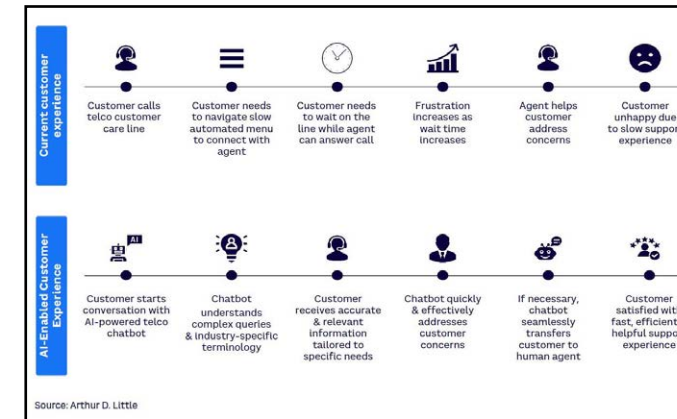 Current customer
experience
Customer calls
telco customer
care line
Customer needs
to navigate slow
automated menu
to connect with
agent
Customer needs
to wait on the
line while agent
can answer call
Frustration
increases as
wait time
increases
Agent helps
customer
address
concerns
Customer
unhappy due
to slow support
experience
AI-Enabled Customer
Experience
AI
Customer starts
conversation with
AI-powered telco
chatbot
Chatbot
understands
complex queries
& industry-specific
terminology
Customer
receives accurate
& relevant
information
tailored to
specific needs
Chatbot quickly
& effectively
addresses
customer
concerns
If necessary,
chatbot
seamlessly
transfers
customer to
human agent
Customer
satisfied with
fast, efficient
helpful support
experience
Source: Arthur D. Little